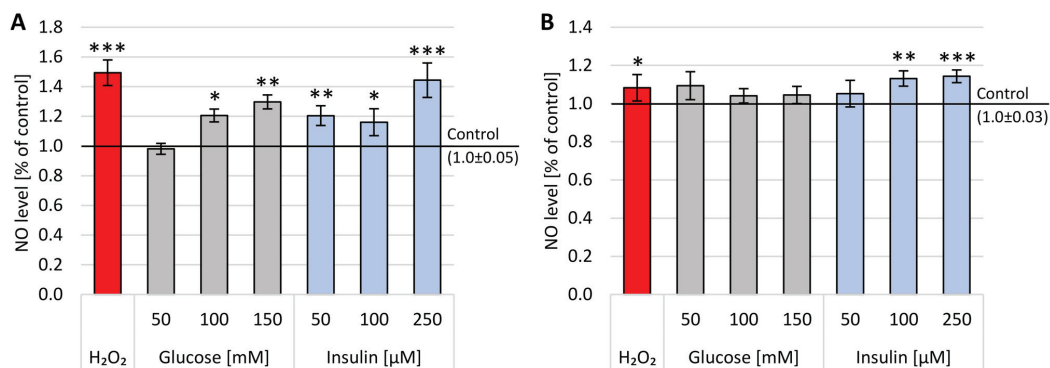 A
NO level [% of control]
1.8
1.6
1.4
1.2
1.0
0.8
0.6
0.4
0.2
0.0
***
*
**
**
*
***
Control
(1.0±0.05)
50 100 150 50 100 250
H₂O₂ Glucose [mM] Insulin [µM]
B
NO level [% of control]
1.4
1.2
1.0
0.8
0.6
0.4
0.2
0.0
*
**
***
Control
(1.0±0.03)
50 100 150 50 100 250
H₂O₂ Glucose [mM] Insulin [µM]